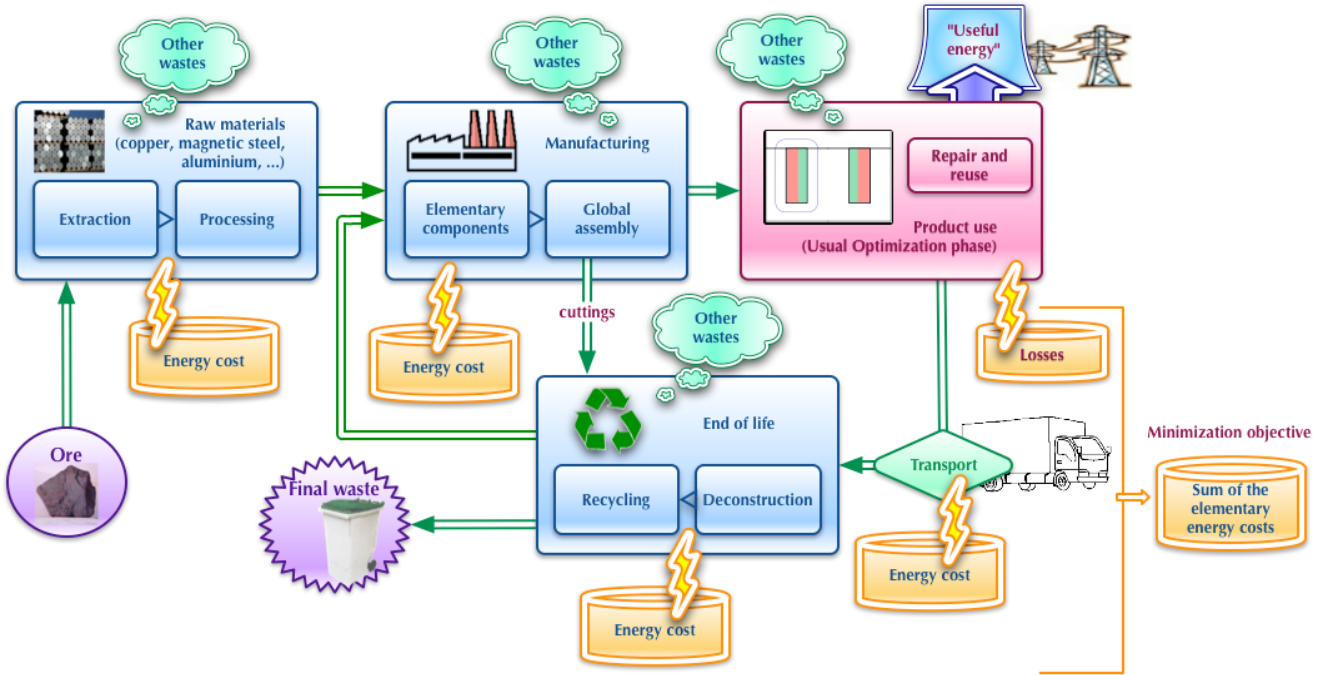 Other
wastes
Raw materials
(copper, magnetic steel,
aluminium, ...)
Extraction
Processing
Energy cost
Ore
Other
wastes
Manufacturing
Elementary
components
Global
assembly
Energy cost
cuttings
Other
wastes
"Useful
energy"
Repair and
reuse
Product use
(Usual Optimization phase)
Losses
Other
wastes
End of life
Recycling
Deconstruction
Energy cost
Final waste
Transport
Energy cost
Minimization objective
Sum of the
elementary
energy costs